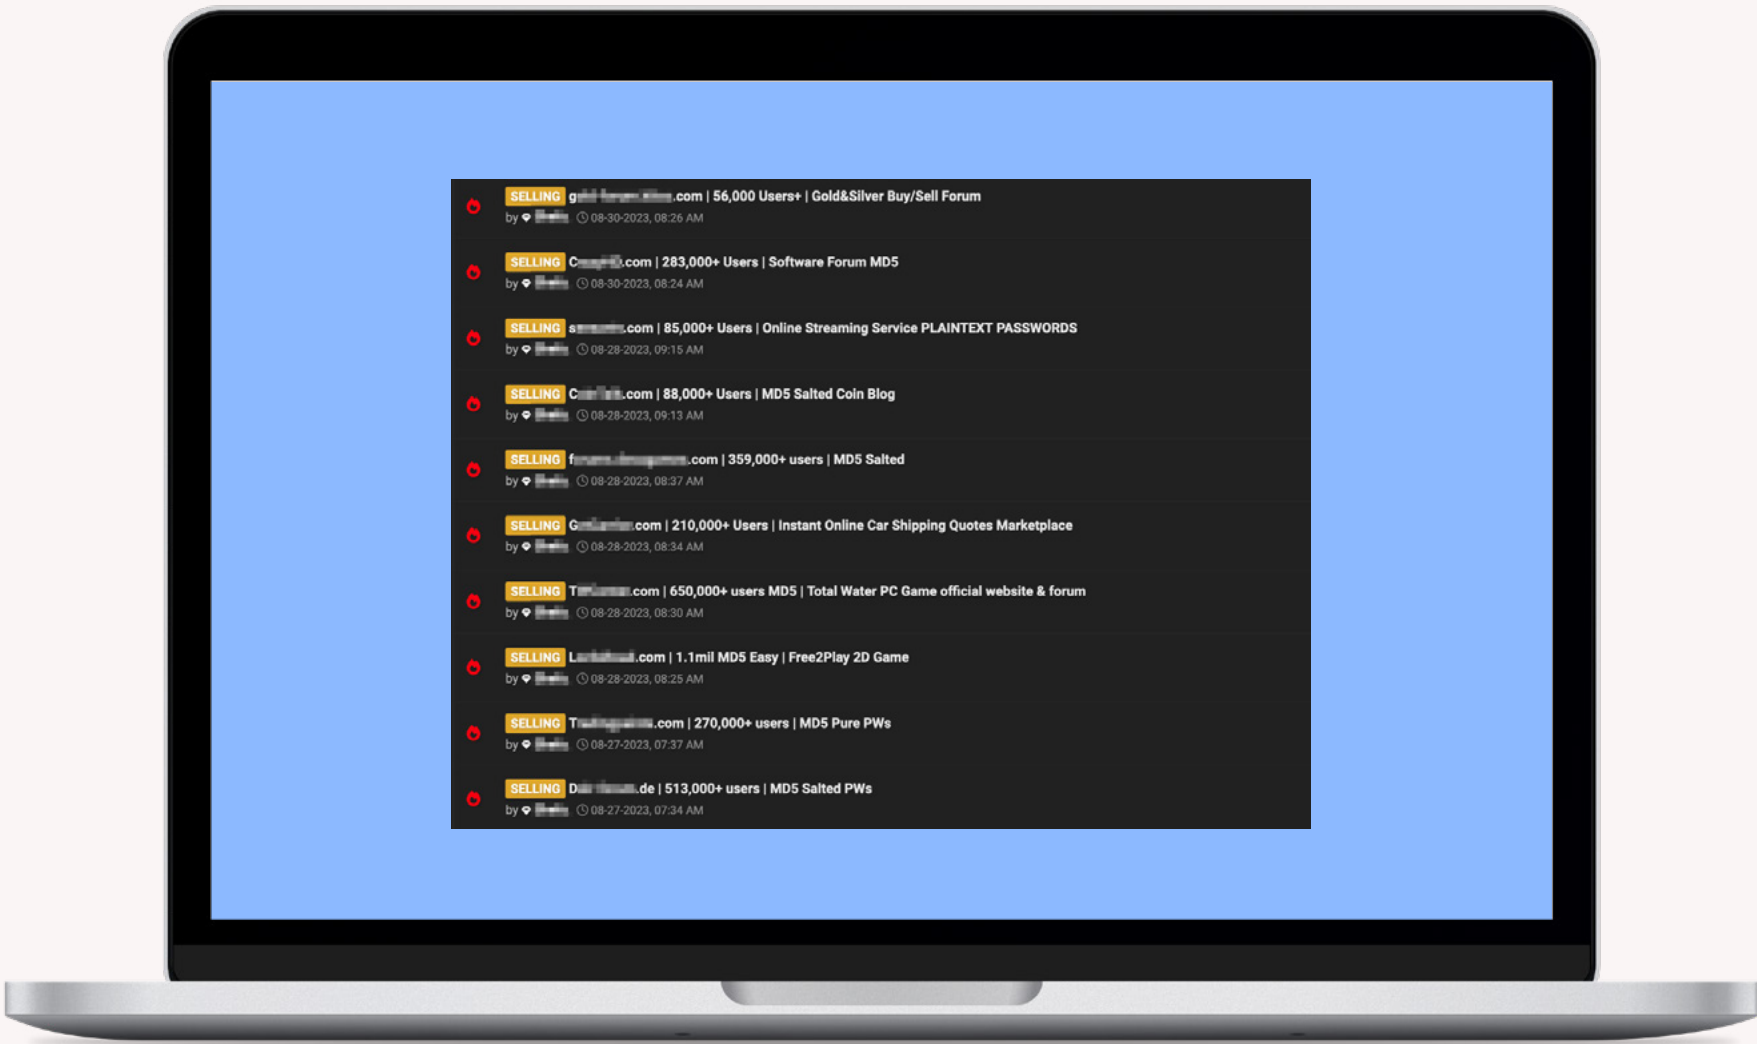 SELLING g .com | 56,000 Users+ | Gold&Silver Buy/Sell Forum
by 08-30-2023, 08:26 AM
SELLING C .com | 283,000+ Users | Software Forum MD5
by 08-30-2023, 08:24 AM
SELLING s .com | 85,000+ Users | Online Streaming Service PLAINTEXT PASSWORDS
by 08-28-2023, 09:15 AM
SELLING C .com | 88,000+ Users | MD5 Salted Coin Blog
by 08-28-2023, 09:13 AM
SELLING f .com | 359,000+ users | MD5 Salted
by 08-28-2023, 08:37 AM
SELLING G .com | 210,000+ Users | Instant Online Car Shipping Quotes Marketplace
by 08-28-2023, 08:34 AM
SELLING T .com | 650,000+ users MD5 | Total Water PC Game official website & forum
by 08-28-2023, 08:30 AM
SELLING L .com | 1.1mil MD5 Easy | Free2Play 2D Game
by 08-28-2023, 08:25 AM
SELLING T .com | 270,000+ users | MD5 Pure PWs
by 08-27-2023, 07:37 AM
SELLING D .de | 513,000+ users | MD5 Salted PWs
by 08-27-2023, 07:34 AM